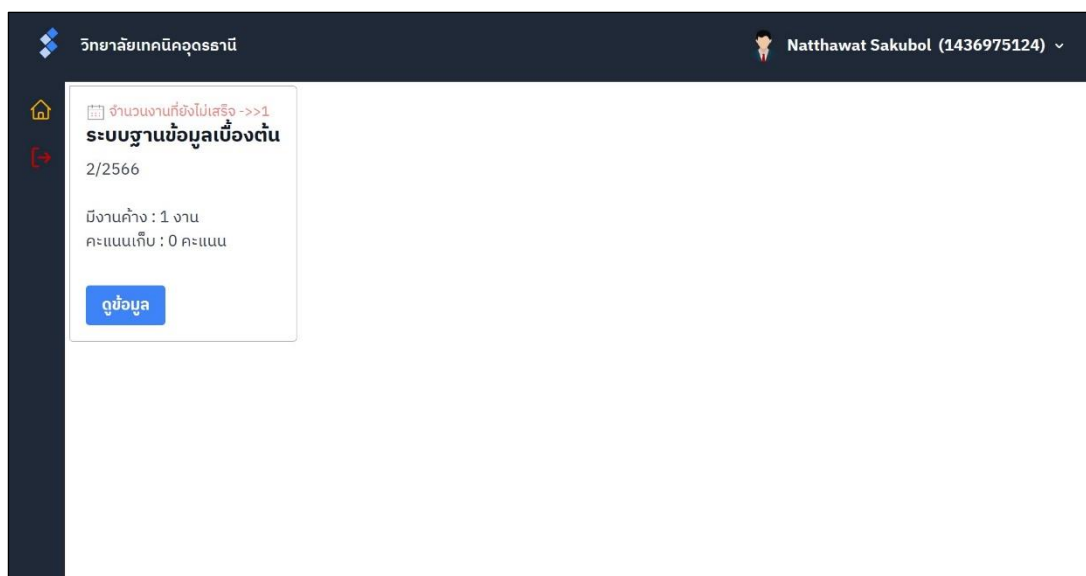 วิทยาลัยเทคนิคอุดรธานี
Natthawat Sakubol (1436975124)
จำนวนงานที่ยังไม่เสร็จ ->>1
ระบบฐานข้อมูลเบื้องต้น
2/2566
มีงานค้าง : 1 งาน
คะแนนเก็บ : 0 คะแนน
ดูข้อมูล